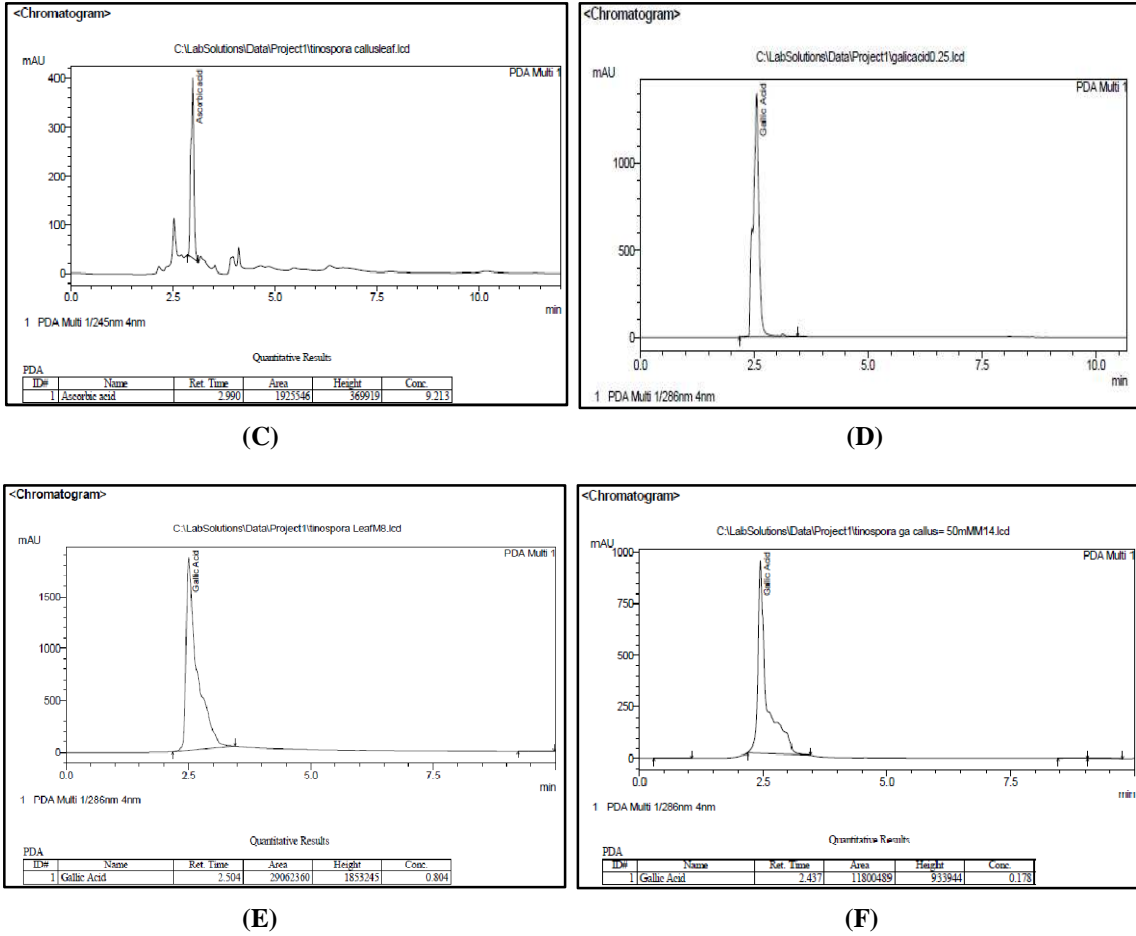 <Chromatogram>
C:\LabSolutions\Data\Project1\tinospora callusleaf.lcd
mAU
PDA Multi 1
Ascorbic acid
400
300
200
100
0
0.0 2.5 5.0 7.5 10.0
min
1 PDA Multi 1/245nm 4nm
Quantitative Results
PDA
ID# Name Ret. Time Area Height Conc.
1 Ascorbic acid 2.990 1925546 369919 9.213
(C)
<Chromatogram>
C:\LabSolutions\Data\Project1\galicacid0.25.lcd
mAU
PDA Multi 1
Gallic Acid
1000
500
0
0.0 2.5 5.0 7.5 10.0
min
1 PDA Multi 1/286nm 4nm
(D)
<Chromatogram>
C:\LabSolutions\Data\Project1\tinospora LeafM8.lcd
mAU
PDA Multi 1
Gallic Acid
1500
1000
500
0
0.0 2.5 5.0 7.5
min
1 PDA Multi 1/286nm 4nm
Quantitative Results
PDA
ID# Name Ret. Time Area Height Conc.
1 Gallic Acid 2.504 29062360 1853245 0.804
(E)
<Chromatogram>
C:\LabSolutions\Data\Project1\tinospora ga callus= 50mMM14.lcd
mAU
PDA Multi 1
Gallic Acid
1000
750
500
250
0
0.0 2.5 5.0 7.5
min
1 PDA Multi 1/286nm 4nm
Quantitative Results
PDA
ID# Name Ret. Time Area Height Conc.
1 Gallic Acid 2.437 11800489 933944 0.178
(F)